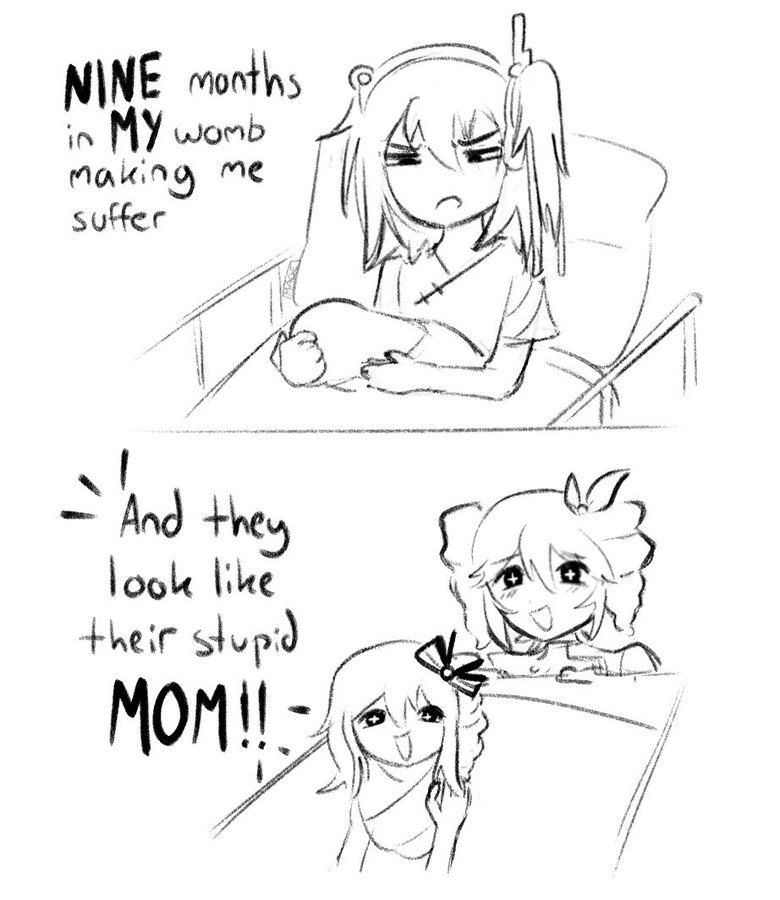 NINE months
in MY womb
making me
suffer
And they
look like
their stupid
MOM!!